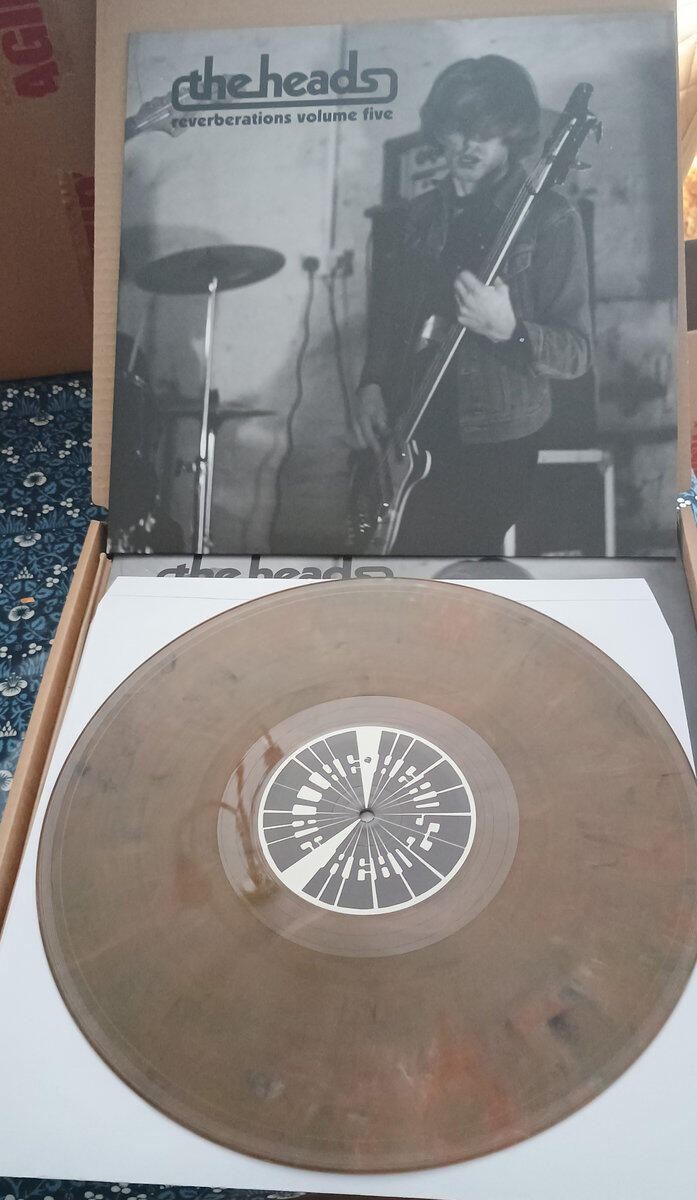 the heads
reverberations volume five
the heads